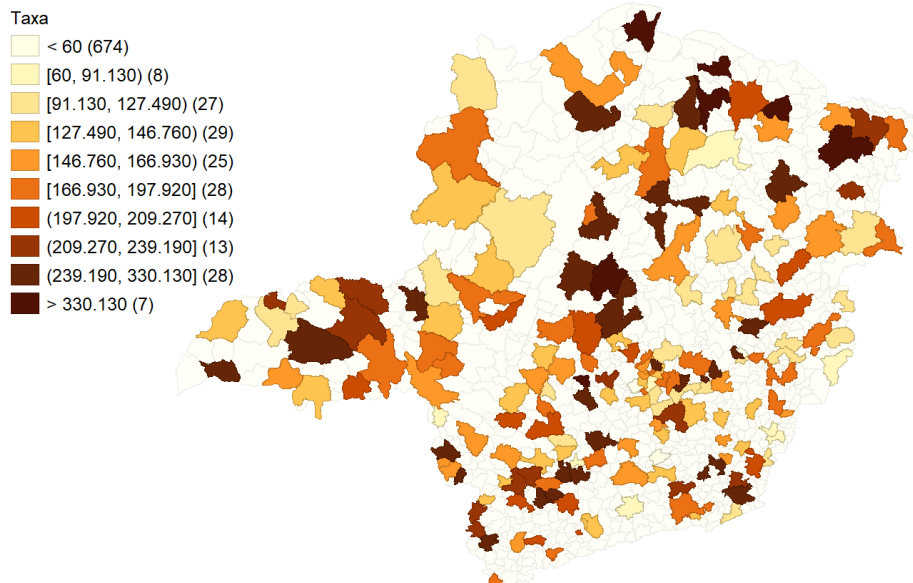 Taxa
< 60 (674)
[60, 91.130) (8)
[91.130, 127.490) (27)
[127.490, 146.760) (29)
[146.760, 166.930) (25)
[166.930, 197.920] (28)
(197.920, 209.270] (14)
(209.270, 239.190] (13)
(239.190, 330.130] (28)
> 330.130 (7)